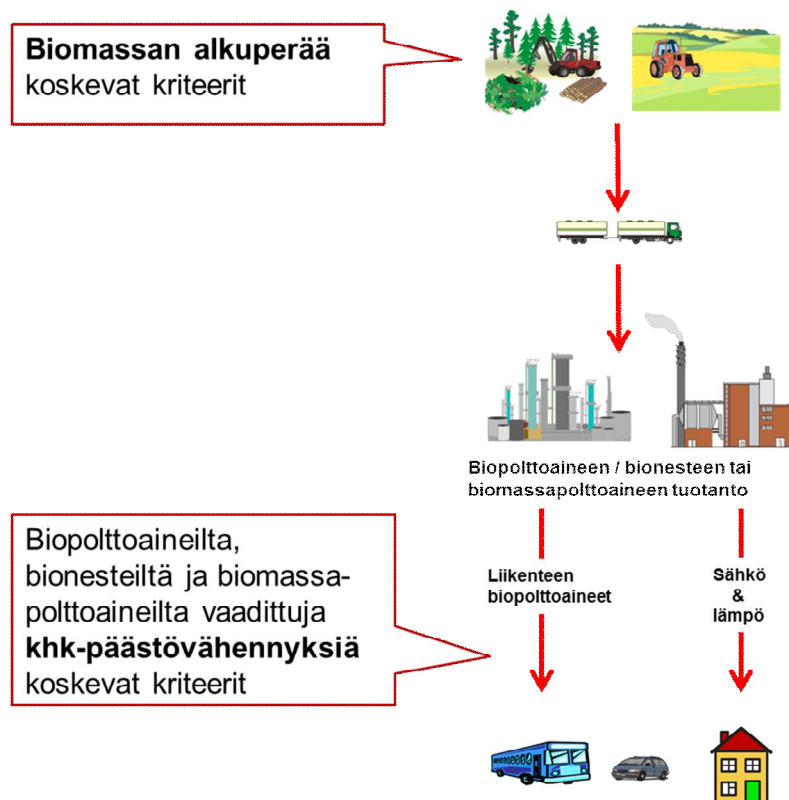 Biomassan alkuperää
koskevat kriteerit
Biopolttoaineen / bionesteen tai
biomassapolttoaineen tuotanto
Biopolttoaineilta,
bionesteiltä ja biomassa-
polttoaineilta vaadittuja
khk-päästövähennyksiä
koskevat kriteerit
Liikenteen
biopolttoaineet
Sähkö
&
lämpö